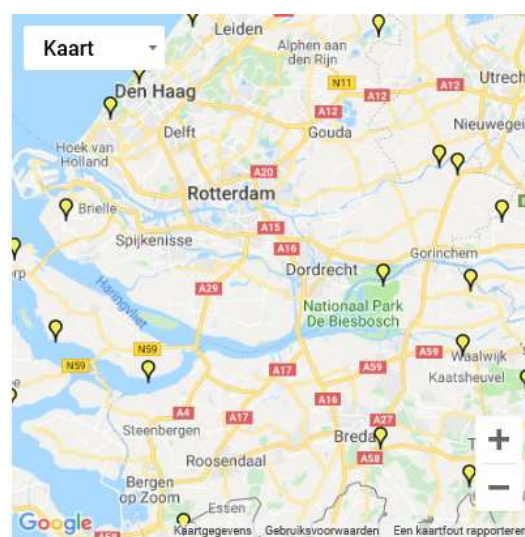 Kaart
Leiden
Alphen aan
den Rijn
N11
A12
Utrech
Den Haag
A12
A12
Delft
Gouda
Nieuwegei
Hoek van
Holland
A20
Rotterdam
Brielle
A15
Spijkenisse
A16
Gorinchem
rp
Dordrecht
Haringvliet
A29
Nationaal Park
De Biesbosch
N59
A59
Waalwijk
N59
A17
A59
Kaatsheuvel
A16
A4
A17
A27
Steenbergen
Breda
A58
Roosendaal
Bergen
op Zoom
Essen
Google
A58
Kaartgegevens
Gebruiksvoorwaarden
Een kaartfout rapporteren